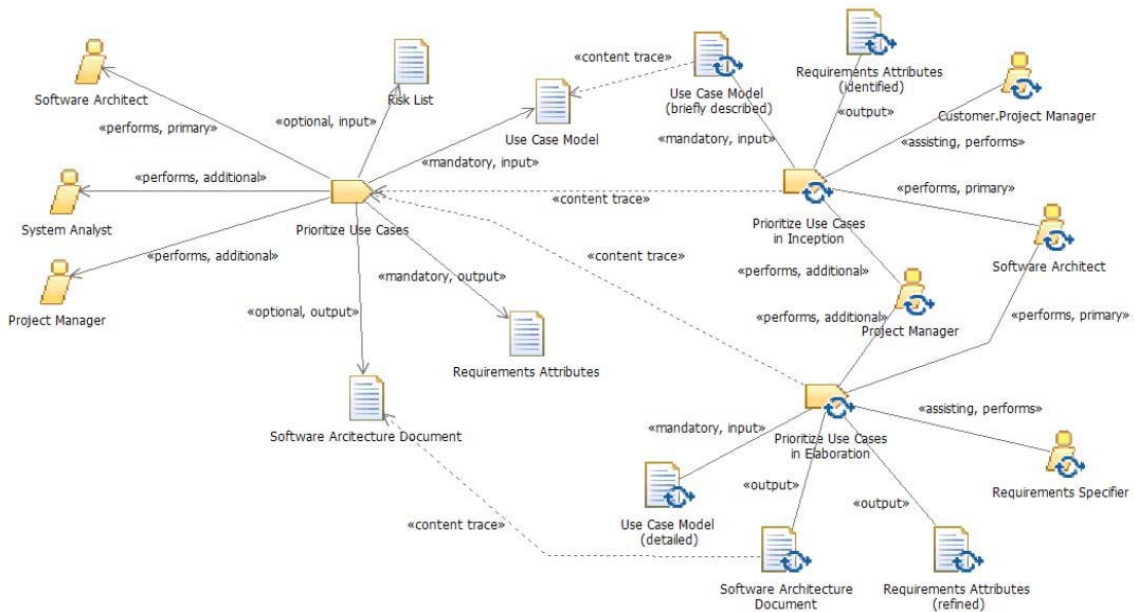 Software Architect
«performs, primary»
Risk List
«optional, input»
«content trace»
Use Case Model
«mandatory, input»
Use Case Model
(briefly described)
«mandatory, input»
Requirements Attributes
(identified)
«output»
Customer.Project Manager
«assisting, performs»
«performs, additional»
System Analyst
Prioritize Use Cases
«content trace»
Prioritize Use Cases
in Inception
«performs, primary»
Software Architect
«performs, additional»
Project Manager
«mandatory, output»
«optional, output»
Requirements Attributes
«content trace»
«performs, additional»
«performs, additional»
Project Manager
«performs, primary»
Software Arcitecture Document
«mandatory, input»
Prioritize Use Cases
in Elaboration
«assisting, performs»
Requirements Specifier
«output»
«output»
Use Case Model
(detailed)
«content trace»
Software Architecture
Document
Requirements Attributes
(refined)